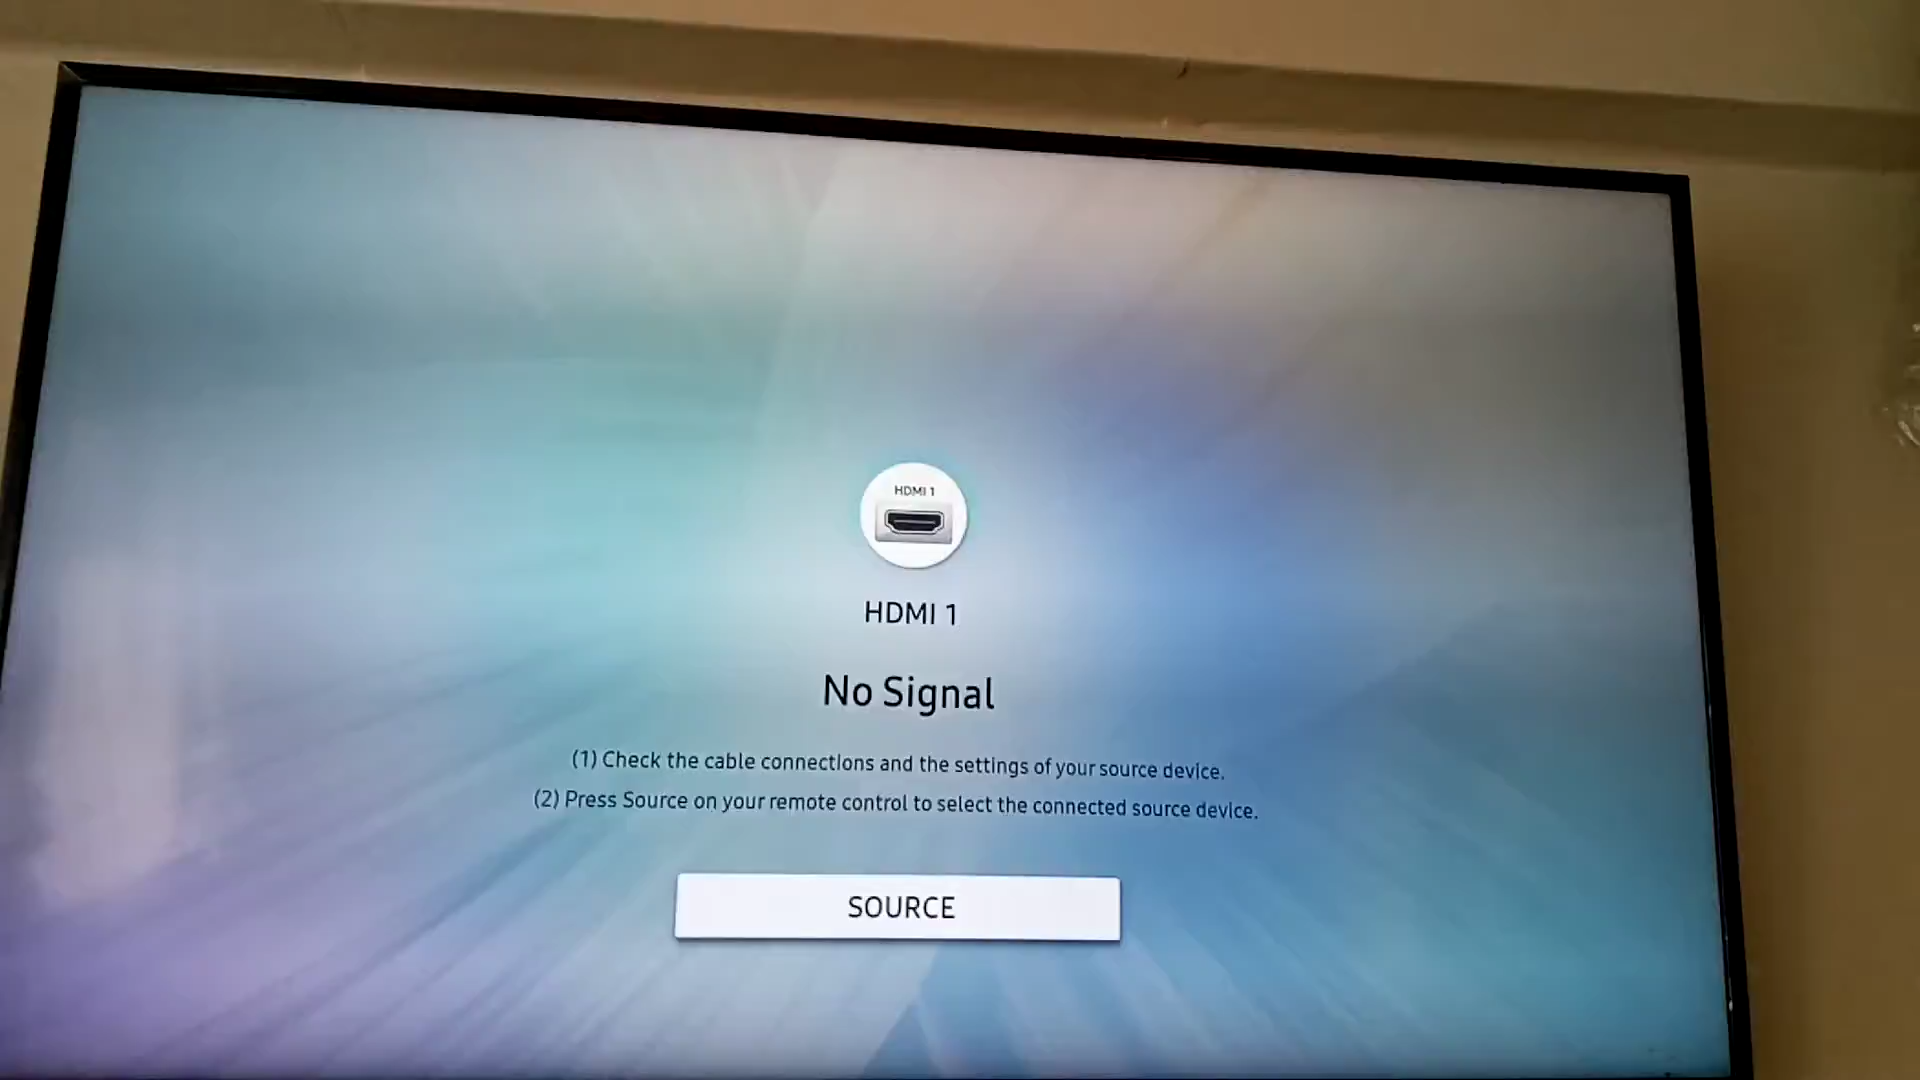 HDMI 1
HDMI 1
No Signal
(1) Check the cable connections and the settings of your source device.
(2) Press Source on your remote control to select the connected source device.
SOURCE